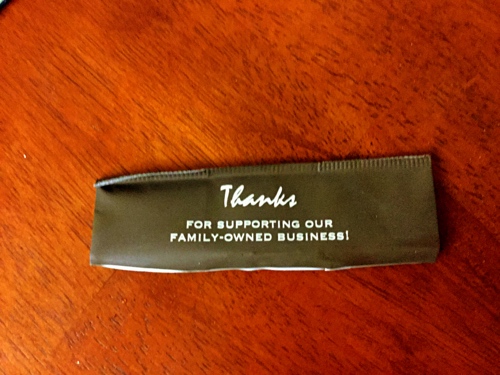 Thanks
FOR SUPPORTING OUR
FAMILY-OWNED BUSINESS!